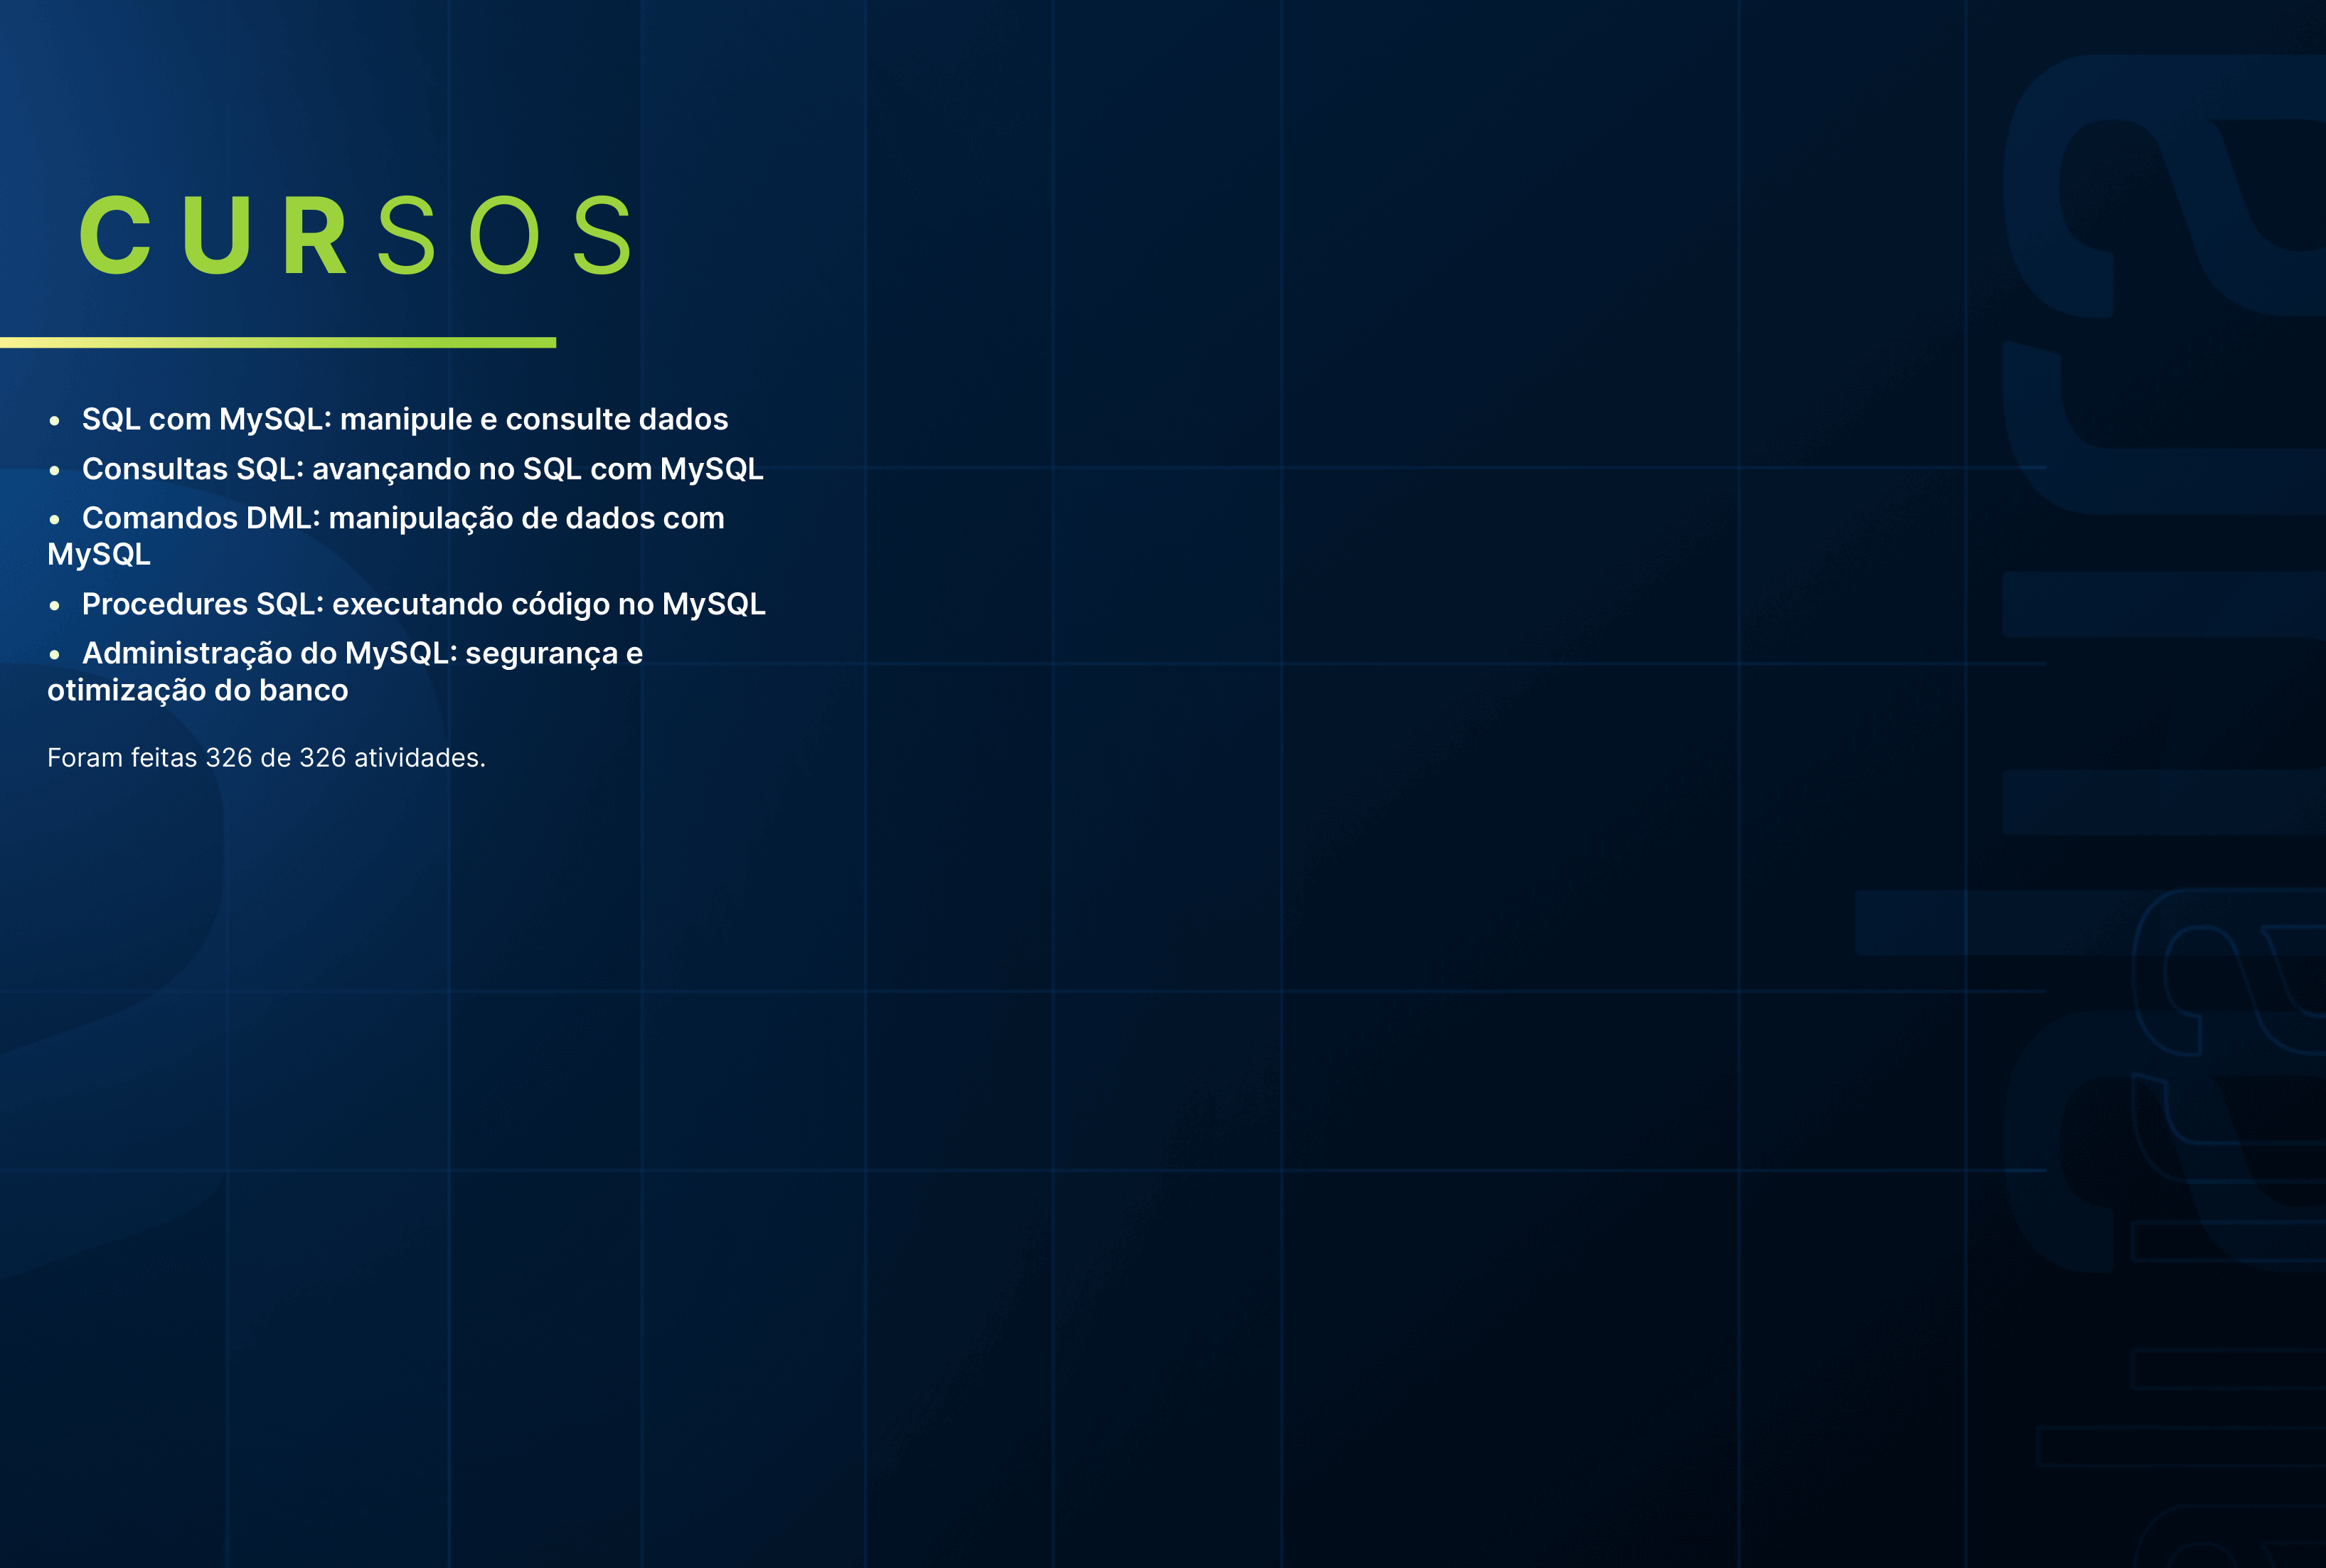 CURSOS
• SQL com MySQL: manipule e consulte dados
• Consultas SQL: avançando no SQL com MySQL
• Comandos DML: manipulação de dados com
MySQL
• Procedures SQL: executando código no MySQL
• Administração do MySQL: segurança e
otimização do banco
Foram feitas 326 de 326 atividades.